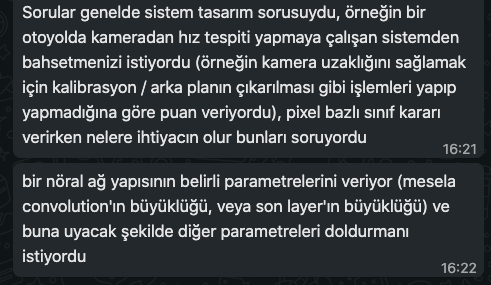 Sorular genelde sistem tasarım sorusuydu, örneğin bir
otoyolda kameradan hız tespiti yapmaya çalışan sistemden
bahsetmenizi istiyordu (örneğin kamera uzaklığını sağlamak
için kalibrasyon / arka planın çıkarılması gibi işlemleri yapıp
yapmadığına göre puan veriyordu), pixel bazlı sınıf kararı
verirken nelere ihtiyacın olur bunları soruyordu
16:21
bir nöral ağ yapısının belirli parametrelerini veriyor (mesela
convolution'ın büyüklüğü, veya son layer'ın büyüklüğü) ve
buna uyacak şekilde diğer parametreleri doldurmanı
istiyordu
16:22